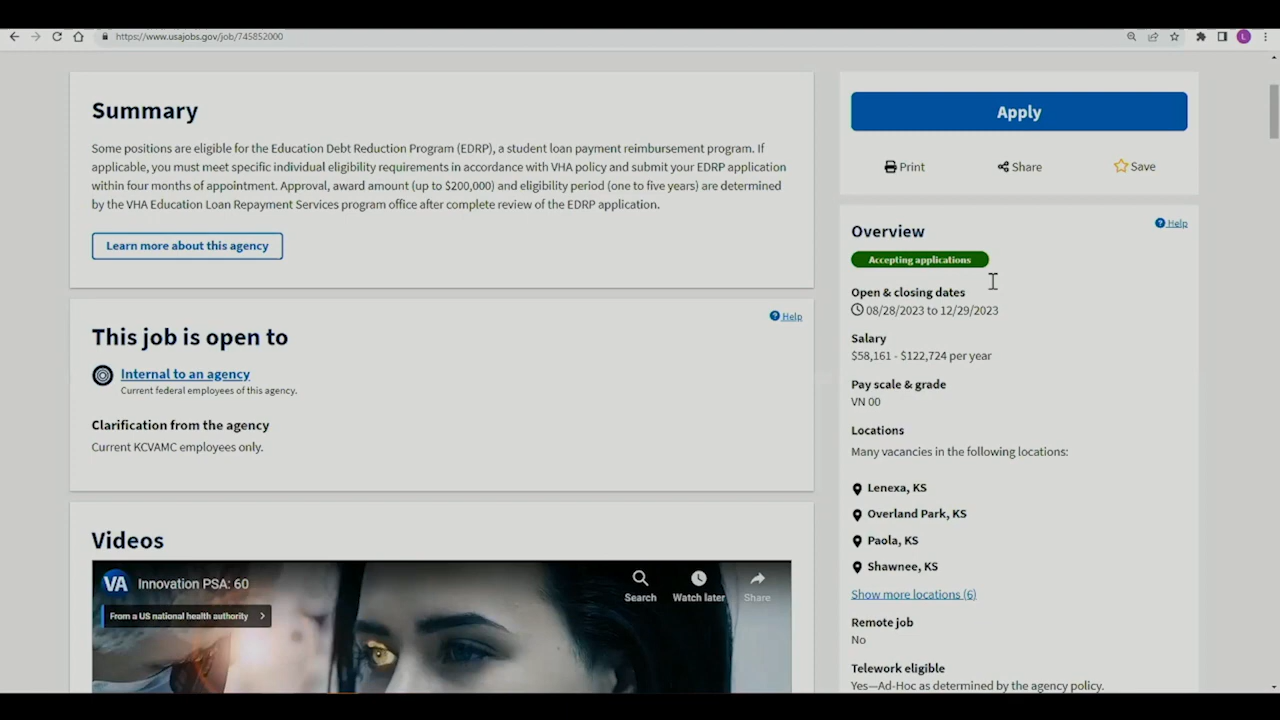 https://www.usajobs.gov/job/745852000
L
Summary
Some positions are eligible for the Education Debt Reduction Program (EDRP), a student loan payment reimbursement program. If
applicable, you must meet specific individual eligibility requirements in accordance with VHA policy and submit your EDRP application
within four months of appointment. Approval, award amount (up to $200,000) and eligibility period (one to five years) are determined
by the VHA Education Loan Repayment Services program office after complete review of the EDRP application.
Learn more about this agency
This job is open to
Help
Internal to an agency
Current federal employees of this agency.
Clarification from the agency
Current KCVAMC employees only.
Videos
VA Innovation PSA: 60
From a US national health authority
Search
Watch later
Share
Apply
Print
Share
Save
Help
Overview
Accepting applications
Open & closing dates
08/28/2023 to 12/29/2023
Salary
$58,161 - $122,724 per year
Pay scale & grade
VN 00
Locations
Many vacancies in the following locations:
Lenexa, KS
Overland Park, KS
Paola, KS
Shawnee, KS
Show more locations (6)
Remote job
No
Telework eligible
Yes—Ad-Hoc as determined by the agency policy.